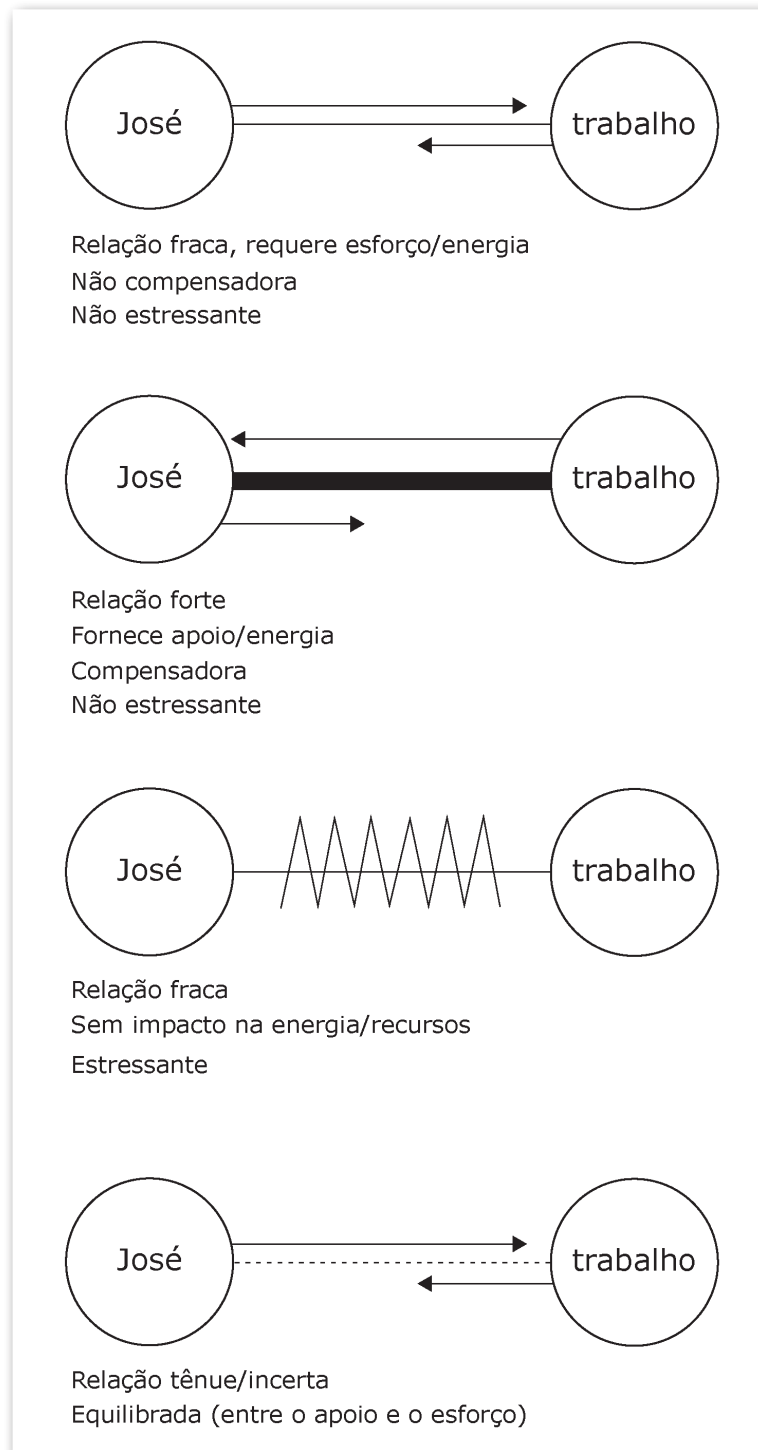 José
trabalho
Relação fraca, requere esforço/energia
Não compensadora
Não estressante
José
trabalho
Relação forte
Fornece apoio/energia
Compensadora
Não estressante
José
trabalho
Relação fraca
Sem impacto na energia/recursos
Estressante
José
trabalho
Relação tênue/incerta
Equilibrada (entre o apoio e o esforço)